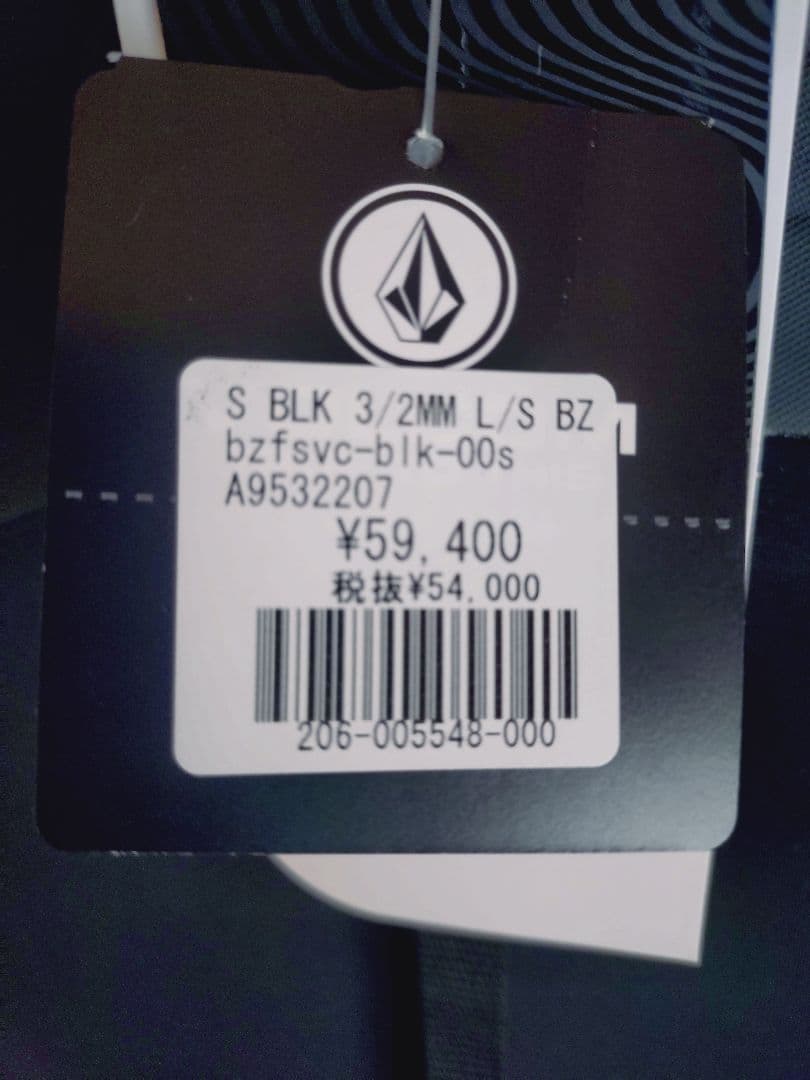 S BLK 3/2MM L/S BZ
bzfsvc-blk-00s
A9532207
¥59,400
税抜¥54,000
206-005548-000